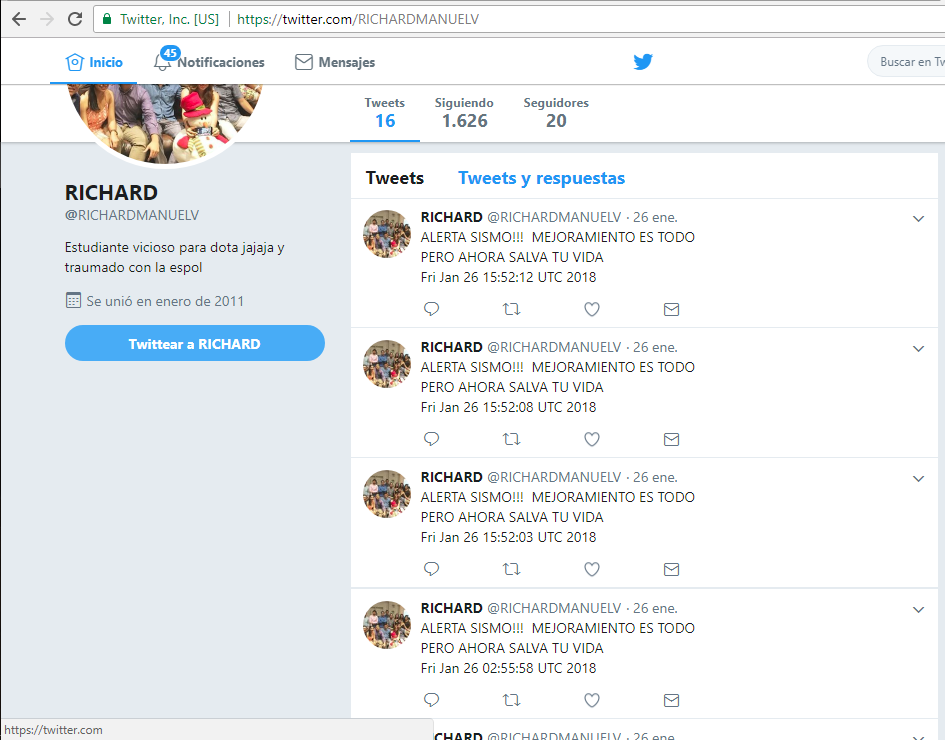 Twitter, Inc. [US] | https://twitter.com/RICHARDMANUELV
Inicio 45 Notificaciones Mensajes Buscar en Tw
Tweets Siguiendo Seguidores
16 1.626 20
RICHARD
@RICHARDMANUELV
Estudiante vicioso para dota jajaja y
traumado con la espol
Se unió en enero de 2011
Twittear a RICHARD
Tweets Tweets y respuestas
RICHARD @RICHARDMANUELV · 26 ene.
ALERTA SISMO!!! MEJORAMIENTO ES TODO
PERO AHORA SALVA TU VIDA
Fri Jan 26 15:52:12 UTC 2018
RICHARD @RICHARDMANUELV · 26 ene.
ALERTA SISMO!!! MEJORAMIENTO ES TODO
PERO AHORA SALVA TU VIDA
Fri Jan 26 15:52:08 UTC 2018
RICHARD @RICHARDMANUELV · 26 ene.
ALERTA SISMO!!! MEJORAMIENTO ES TODO
PERO AHORA SALVA TU VIDA
Fri Jan 26 15:52:03 UTC 2018
RICHARD @RICHARDMANUELV · 26 ene.
ALERTA SISMO!!! MEJORAMIENTO ES TODO
PERO AHORA SALVA TU VIDA
Fri Jan 26 02:55:58 UTC 2018
CHARD @RICHARDMANUELV · 26 ene.
https://twitter.com